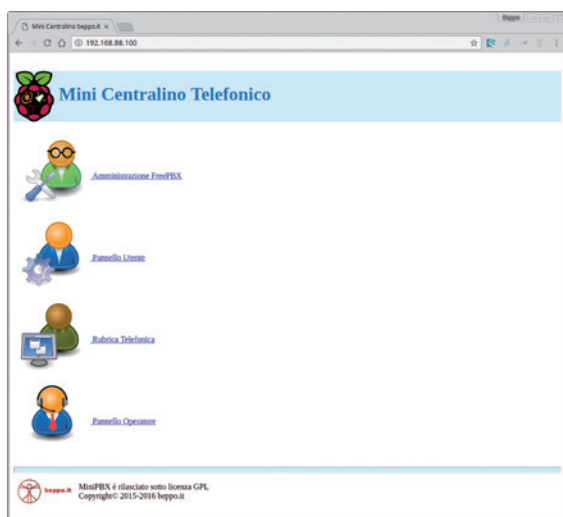 Mini Centralino beppo.it ×
Beppo
192.168.88.100
Mini Centralino Telefonico
Amministrazione FreePBX
Pannello Utente
Rubrica Telefonica
Pannello Operatore
beppo.it
MiniPBX è rilasciato sotto licenza GPL
Copyright© 2015-2016 beppo.it